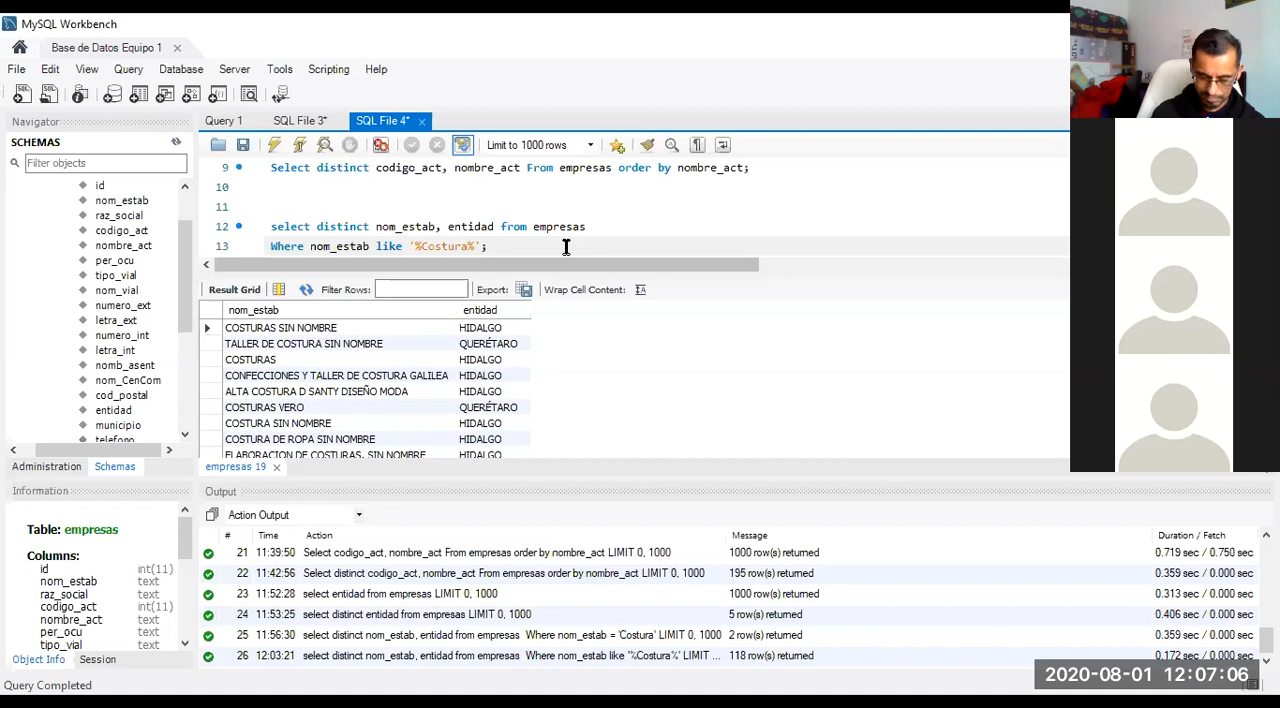 MySQL Workbench
Base de Datos Equipo 1
File Edit View Query Database Server Tools Scripting Help
Navigator
SCHEMAS
Filter objects
id
nom_estab
raz_social
codigo_act
nombre_act
per_ocu
tipo_vial
nom_vial
numero_ext
letra_ext
numero_int
letra_int
nomb_asent
nom_CenCom
cod_postal
entidad
municipio
telefono
Administration Schemas
Information
Table: empresas
Columns:
id int(11)
nom_estab text
raz_social text
codigo_act int(11)
nombre_act text
per_ocu text
tipo_vial text
Object Info Session
Query Completed
Query 1 SQL File 3* SQL File 4*
Limit to 1000 rows
9 Select distinct codigo_act, nombre_act From empresas order by nombre_act;
10
11
12 select distinct nom_estab, entidad from empresas
13 Where nom_estab like '%Costura%';
Result Grid Filter Rows: Export: Wrap Cell Content:
nom_estab entidad
COSTURAS SIN NOMBRE HIDALGO
TALLER DE COSTURA SIN NOMBRE QUERÉTARO
COSTURAS HIDALGO
CONFECCIONES Y TALLER DE COSTURA GALILEA HIDALGO
ALTA COSTURA D SANTY DISEÑO MODA HIDALGO
COSTURAS VERO QUERÉTARO
COSTURA SIN NOMBRE HIDALGO
COSTURA DE ROPA SIN NOMBRE HIDALGO
ELABORACION DE COSTURAS, SIN NOMBRE HIDALGO
empresas 19
Output
Action Output
# Time Action Message Duration / Fetch
21 11:39:50 Select codigo_act, nombre_act From empresas order by nombre_act LIMIT 0, 1000 1000 row(s) returned 0.719 sec / 0.750 sec
22 11:42:56 Select distinct codigo_act, nombre_act From empresas order by nombre_act LIMIT 0, 1000 195 row(s) returned 0.359 sec / 0.000 sec
23 11:52:28 select entidad from empresas LIMIT 0, 1000 1000 row(s) returned 0.313 sec / 0.000 sec
24 11:53:25 select distinct entidad from empresas LIMIT 0, 1000 5 row(s) returned 0.406 sec / 0.000 sec
25 11:56:30 select distinct nom_estab, entidad from empresas Where nom_estab = 'Costura' LIMIT 0, 1000 2 row(s) returned 0.359 sec / 0.000 sec
26 12:03:21 select distinct nom_estab, entidad from empresas Where nom_estab like '%Costura%' LIMIT ... 118 row(s) returned 0.172 sec / 0.000 sec
2020-08-01 12:07:06